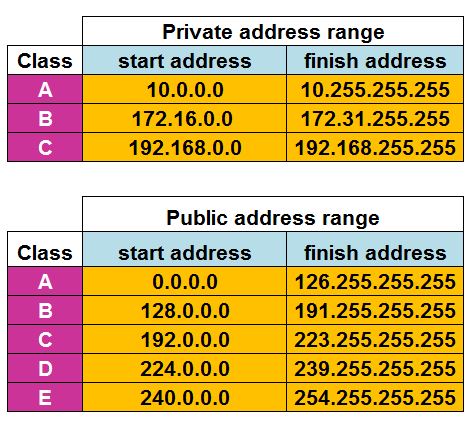 Private address range
Class start address finish address
A 10.0.0.0 10.255.255.255
B 172.16.0.0 172.31.255.255
C 192.168.0.0 192.168.255.255
Public address range
Class start address finish address
A 0.0.0.0 126.255.255.255
B 128.0.0.0 191.255.255.255
C 192.0.0.0 223.255.255.255
D 224.0.0.0 239.255.255.255
E 240.0.0.0 254.255.255.255